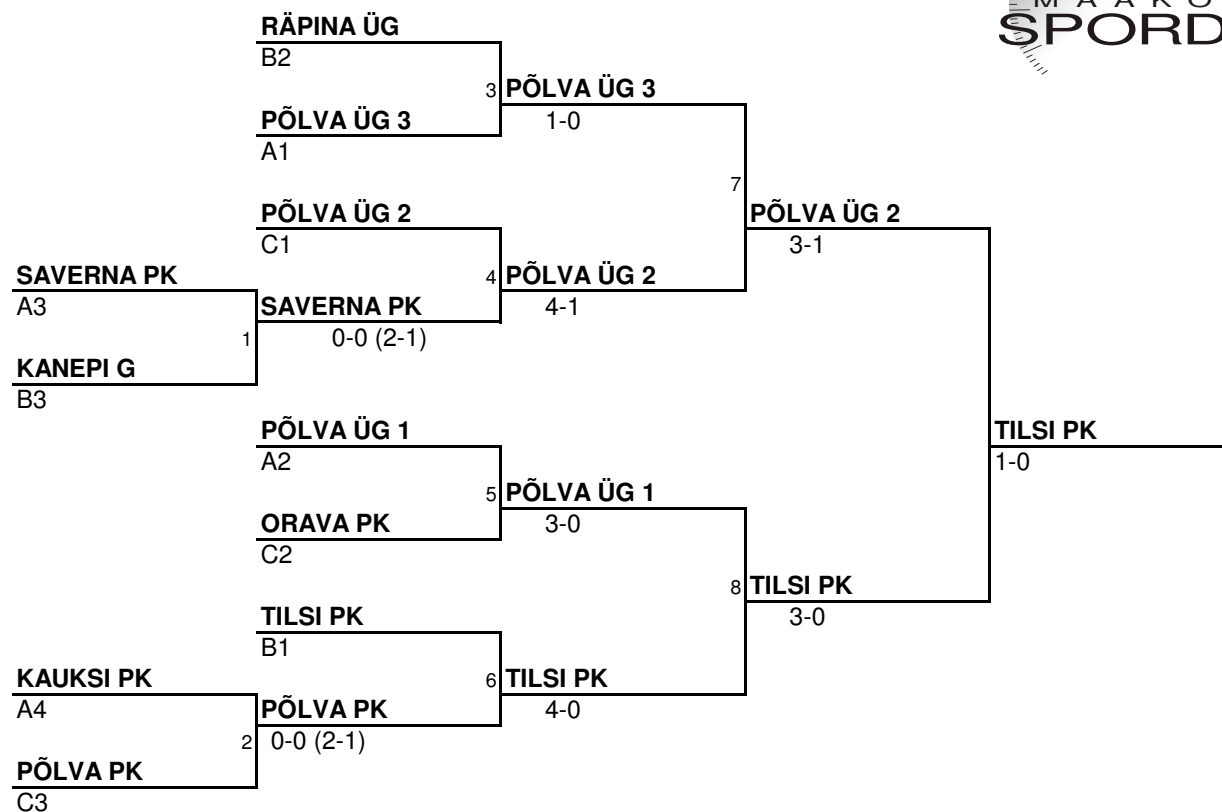 M A A K O
SPORD
RÄPINA ÜG
B2
3 PÕLVA ÜG 3
1-0
PÕLVA ÜG 3
A1
7
PÕLVA ÜG 2
C1
PÕLVA ÜG 2
3-1
SAVERNA PK
A3
4 PÕLVA ÜG 2
4-1
SAVERNA PK
0-0 (2-1)
1
KANEPI G
B3
PÕLVA ÜG 1
A2
TILSI PK
1-0
5 PÕLVA ÜG 1
3-0
ORAVA PK
C2
8 TILSI PK
3-0
TILSI PK
B1
KAUKSI PK
A4
6 TILSI PK
4-0
PÕLVA PK
2 0-0 (2-1)
PÕLVA PK
C3